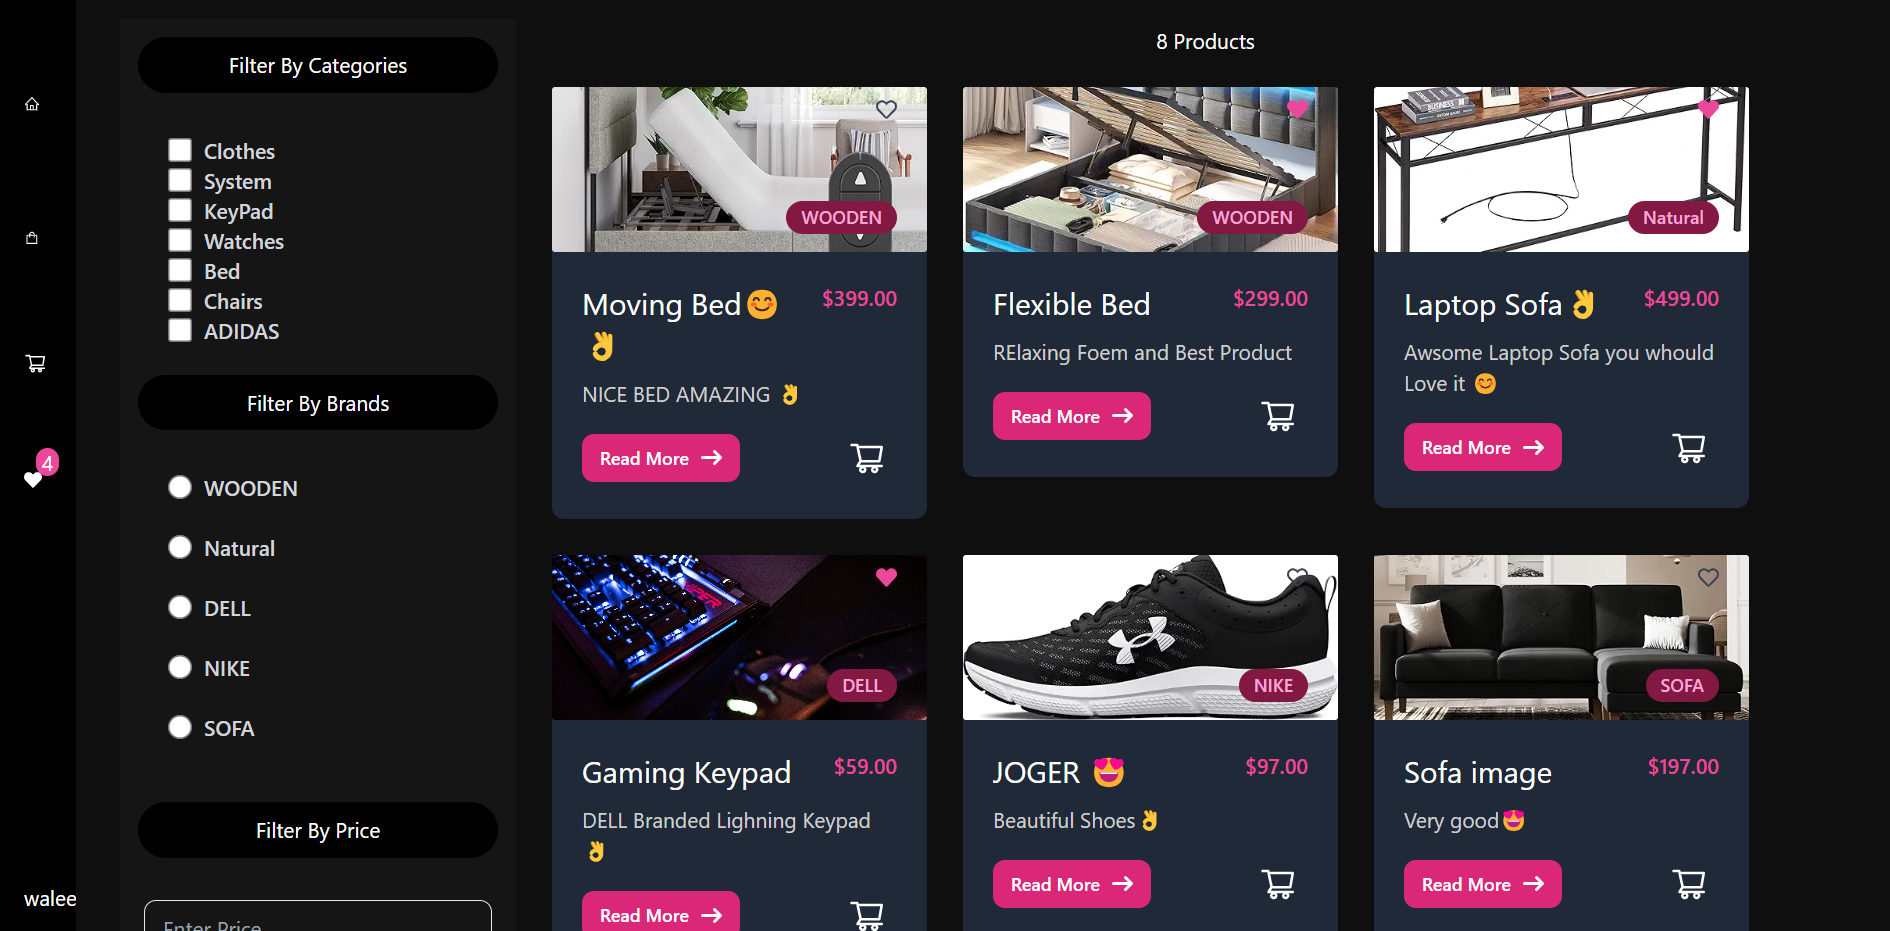 Filter By Categories
Clothes
System
KeyPad
Watches
Bed
Chairs
ADIDAS
Filter By Brands
WOODEN
Natural
DELL
NIKE
SOFA
Filter By Price
Enter Price
4
walee
8 Products
WOODEN
Moving Bed😊
👌
$399.00
NICE BED AMAZING 👌
Read More →
WOODEN
Flexible Bed
$299.00
RElaxing Foem and Best Product
Read More →
BUSINESS
Natural
Laptop Sofa👌
$499.00
Awsome Laptop Sofa you whould
Love it 😊
Read More →
DELL
Gaming Keypad
$59.00
DELL Branded Lighning Keypad
👌
Read More →
NIKE
JOGER 😍
$97.00
Beautiful Shoes👌
Read More →
SOFA
Sofa image
$197.00
Very good😍
Read More →